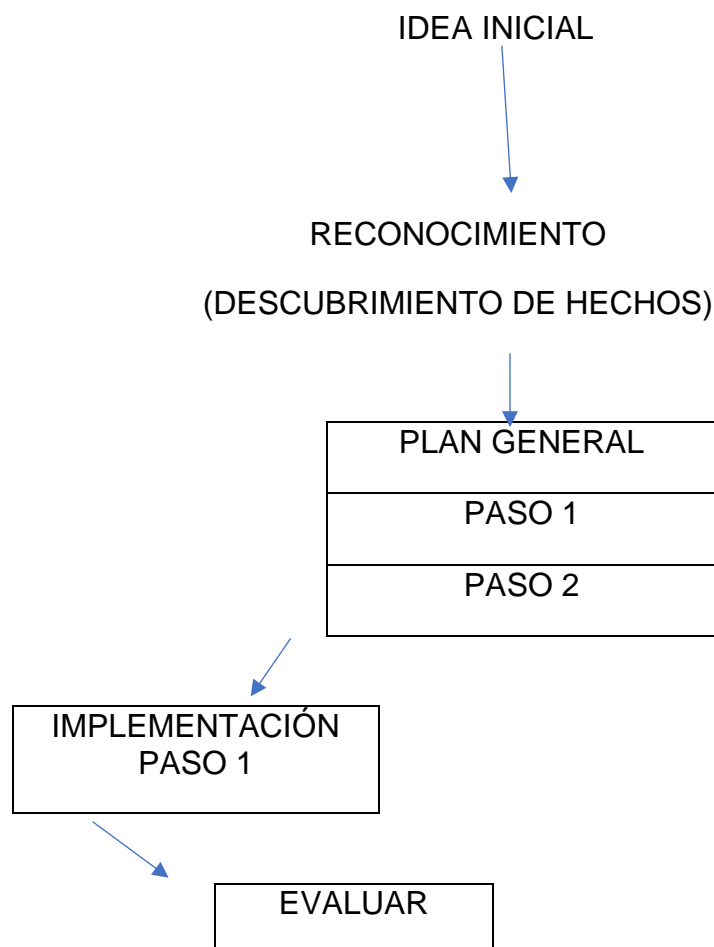 IDEA INICIAL
RECONOCIMIENTO
(DESCUBRIMIENTO DE HECHOS)
PLAN GENERAL
PASO 1
PASO 2
IMPLEMENTACIÓN
PASO 1
EVALUAR